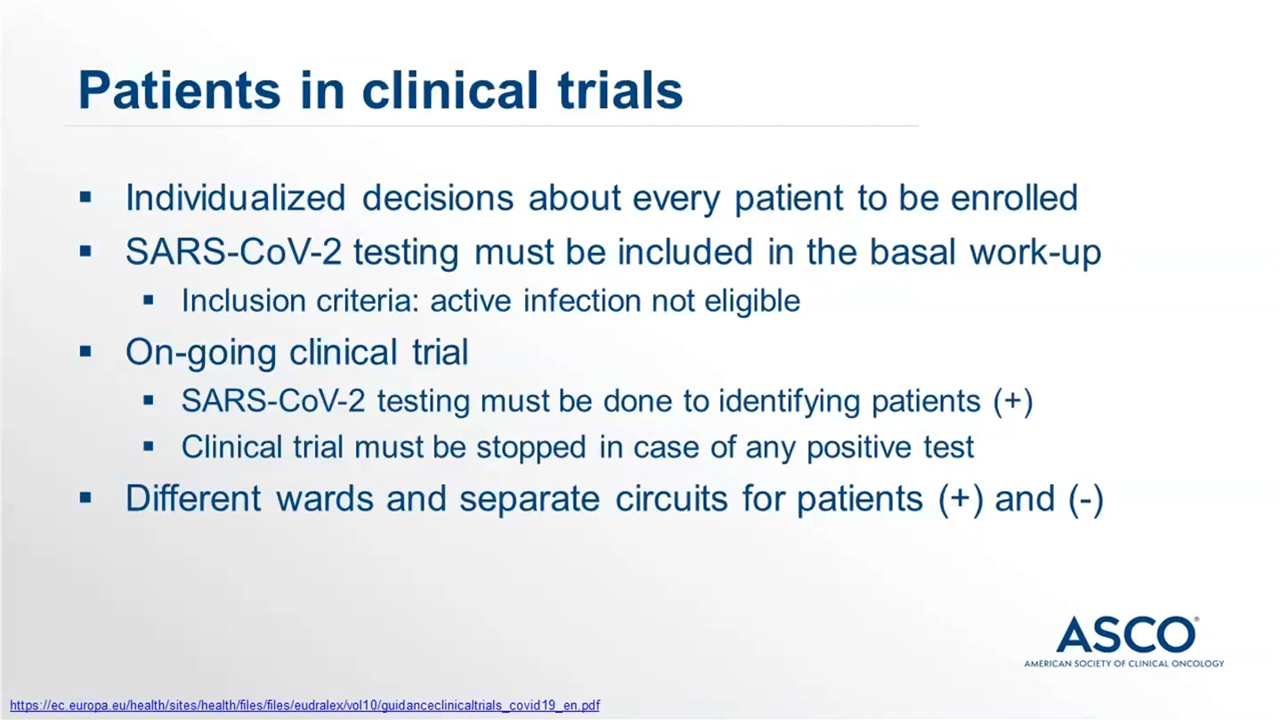 Patients in clinical trials
▪ Individualized decisions about every patient to be enrolled
▪ SARS-CoV-2 testing must be included in the basal work-up
▪ Inclusion criteria: active infection not eligible
▪ On-going clinical trial
▪ SARS-CoV-2 testing must be done to identifying patients (+)
▪ Clinical trial must be stopped in case of any positive test
▪ Different wards and separate circuits for patients (+) and (-)
ASCO®
AMERICAN SOCIETY OF CLINICAL ONCOLOGY
https://ec.europa.eu/health/sites/health/files/files/eudralex/vol10/guidanceclinicaltrials_covid19_en.pdf